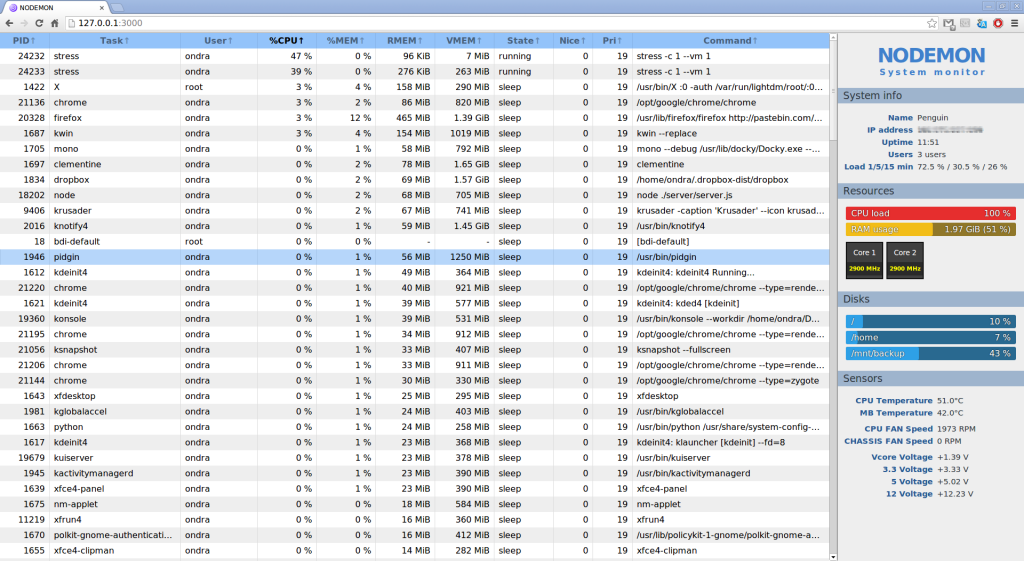 NODEMON
127.0.0.1:3000
PID↑ Task↑ User↑ %CPU↑ %MEM↑ RMEM↑ VMEM↑ State↑ Nice↑ Pri↑ Command↑
24232 stress ondra 47 % 0 % 96 KiB 7 MiB running 0 19 stress -c 1 --vm 1
24233 stress ondra 39 % 0 % 276 KiB 263 MiB running 0 19 stress -c 1 --vm 1
1422 X root 3 % 4 % 158 MiB 290 MiB sleep 0 19 /usr/bin/X :0 -auth /var/run/lightdm/root/:0...
21136 chrome ondra 3 % 2 % 86 MiB 820 MiB sleep 0 19 /opt/google/chrome/chrome
20328 firefox ondra 3 % 12 % 465 MiB 1.39 GiB sleep 0 19 /usr/lib/firefox/firefox http://pastebin.com/...
1687 kwin ondra 3 % 4 % 154 MiB 1019 MiB sleep 0 19 kwin --replace
1705 mono ondra 0 % 1 % 58 MiB 792 MiB sleep 0 19 mono --debug /usr/lib/docky/Docky.exe --...
1697 clementine ondra 0 % 2 % 78 MiB 1.65 GiB sleep 0 19 clementine
1834 dropbox ondra 0 % 2 % 69 MiB 1.57 GiB sleep 0 19 /home/ondra/.dropbox-dist/dropbox
18202 node ondra 0 % 2 % 68 MiB 705 MiB sleep 0 19 node ./server/server.js
9406 krusader ondra 0 % 2 % 67 MiB 741 MiB sleep 0 19 krusader -caption 'Krusader' --icon krusad...
2016 knotify4 ondra 0 % 1 % 59 MiB 1.45 GiB sleep 0 19 /usr/bin/knotify4
18 bdi-default root 0 % 0 % - - sleep 0 19 [bdi-default]
1946 pidgin ondra 0 % 1 % 56 MiB 1250 MiB sleep 0 19 /usr/bin/pidgin
1612 kdeinit4 ondra 0 % 1 % 49 MiB 364 MiB sleep 0 19 kdeinit4: kdeinit4 Running...
21220 chrome ondra 0 % 1 % 40 MiB 921 MiB sleep 0 19 /opt/google/chrome/chrome --type=rende...
1621 kdeinit4 ondra 0 % 1 % 39 MiB 577 MiB sleep 0 19 kdeinit4: kded4 [kdeinit]
19360 konsole ondra 0 % 1 % 39 MiB 531 MiB sleep 0 19 /usr/bin/konsole --workdir /home/ondra/D...
21195 chrome ondra 0 % 1 % 34 MiB 912 MiB sleep 0 19 /opt/google/chrome/chrome --type=rende...
21056 ksnapshot ondra 0 % 1 % 33 MiB 407 MiB sleep 0 19 ksnapshot --fullscreen
21206 chrome ondra 0 % 1 % 33 MiB 911 MiB sleep 0 19 /opt/google/chrome/chrome --type=rende...
21144 chrome ondra 0 % 1 % 30 MiB 330 MiB sleep 0 19 /opt/google/chrome/chrome --type=zygote
1643 xfdesktop ondra 0 % 1 % 25 MiB 295 MiB sleep 0 19 xfdesktop
1981 kglobalaccel ondra 0 % 1 % 24 MiB 403 MiB sleep 0 19 /usr/bin/kglobalaccel
1663 python ondra 0 % 1 % 24 MiB 258 MiB sleep 0 19 /usr/bin/python /usr/share/system-config-...
1617 kdeinit4 ondra 0 % 1 % 23 MiB 368 MiB sleep 0 19 kdeinit4: klauncher [kdeinit] --fd=8
19679 kuiserver ondra 0 % 1 % 23 MiB 378 MiB sleep 0 19 /usr/bin/kuiserver
1945 kactivitymanagerd ondra 0 % 1 % 23 MiB 390 MiB sleep 0 19 /usr/bin/kactivitymanagerd
1639 xfce4-panel ondra 0 % 1 % 23 MiB 390 MiB sleep 0 19 xfce4-panel
1675 nm-applet ondra 0 % 0 % 18 MiB 584 MiB sleep 0 19 nm-applet
11219 xfrun4 ondra 0 % 0 % 16 MiB 360 MiB sleep 0 19 xfrun4
1670 polkit-gnome-authenticati... ondra 0 % 0 % 16 MiB 412 MiB sleep 0 19 /usr/lib/policykit-1-gnome/polkit-gnome-a...
1655 xfce4-clipman ondra 0 % 0 % 14 MiB 282 MiB sleep 0 19 xfce4-clipman
NODEMON
System monitor
System info
Name Penguin
IP address
Uptime 11:51
Users 3 users
Load 1/5/15 min 72.5 % / 30.5 % / 26 %
Resources
CPU load 100 %
RAM usage 1.97 GiB (51 %)
Core 1 Core 2
2900 MHz 2900 MHz
Disks
/ 10 %
/home 7 %
/mnt/backup 43 %
Sensors
CPU Temperature 51.0°C
MB Temperature 42.0°C
CPU FAN Speed 1973 RPM
CHASSIS FAN Speed 0 RPM
Vcore Voltage +1.39 V
3.3 Voltage +3.33 V
5 Voltage +5.02 V
12 Voltage +12.23 V